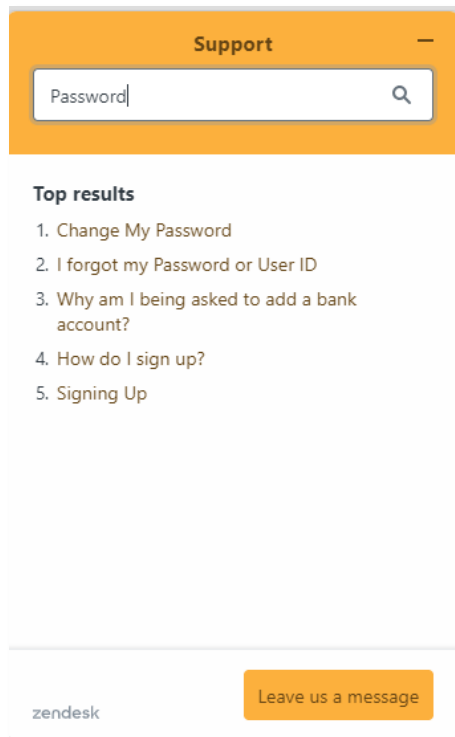 Support
Password
Top results
1. Change My Password
2. I forgot my Password or User ID
3. Why am I being asked to add a bank
account?
4. How do I sign up?
5. Signing Up
zendesk
Leave us a message